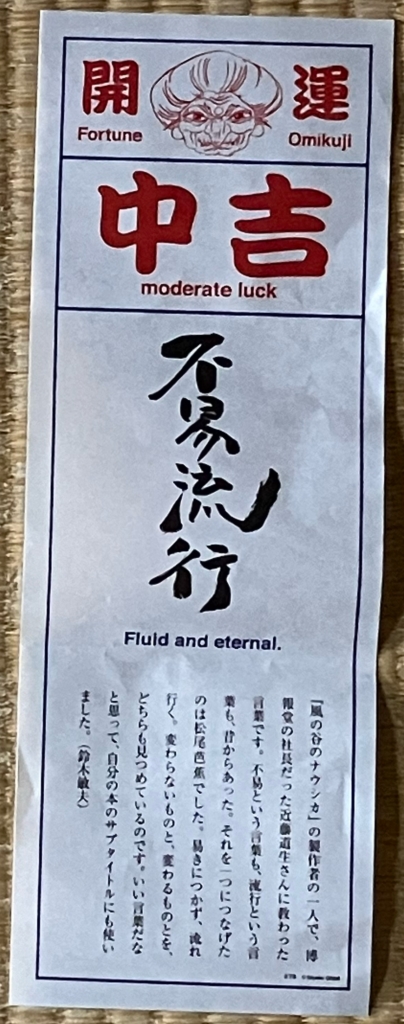 開運
Fortune
Omikuji
中吉
moderate luck
不易流行
Fluid and eternal.
『風の谷のナウシカ』の製作者の一人で、博
報堂の社長だった近藤道生さんに教わった
言葉です。不易という言葉も、流行という言
葉も、昔からあった。それを一つにつなげた
のは松尾芭蕉でした。易きにつかず、流れ
行く。変わらないものと、変わるものとを、
どちらも見つめているのです。いい言葉だな
と思って、自分の本のサブタイトルにも使い
ました。（鈴木敏夫）